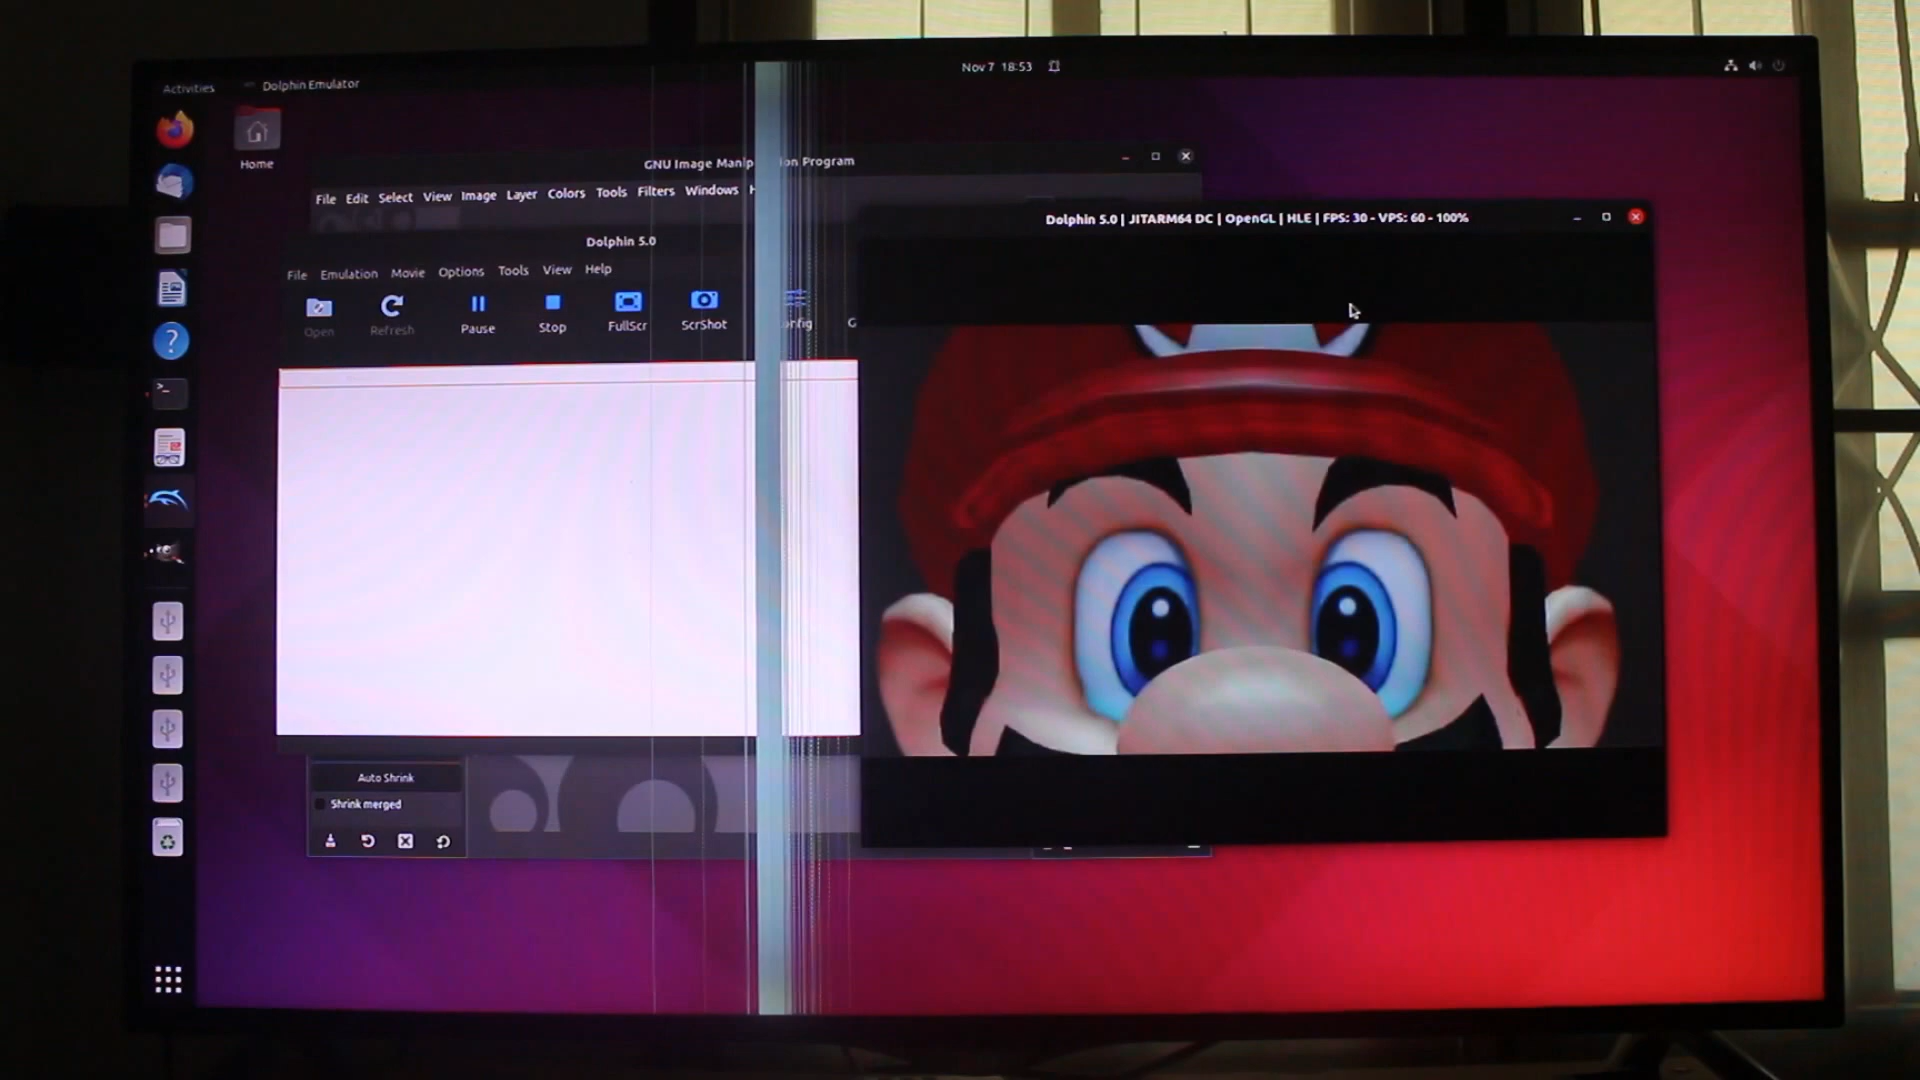 Activities
Dolphin Emulator
Nov 7 18:53
Home
GNU Image Manip on Program
File Edit Select View Image Layer Colors Tools Filters Windows H
Dolphin 5.0
File Emulation Movie Options Tools View Help
Open Refresh Pause Stop FullScr ScrShot onfig G
Dolphin 5.0 | JITARM64 DC | OpenGL | HLE | FPS: 30 - VPS: 60 - 100%
Auto Shrink
Shrink merged